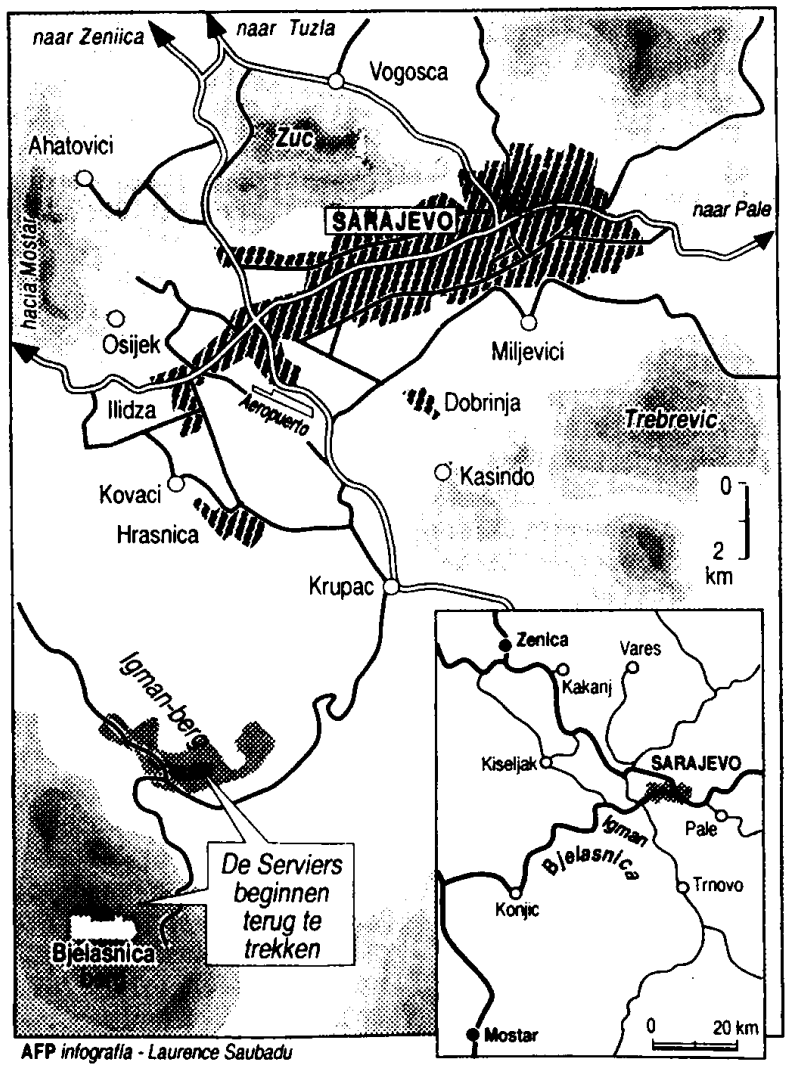 naar Zeniica
naar Tuzla
Vogosca
Ahatovici
Zuc
SARAJEVO
naar Pale
hacia Mostar
Osijek
Miljevici
Ilidza
Aeropuerto
Dobrinja
Trebrevic
Kasindo
Kovaci
Hrasnica
0
2
km
Krupac
Igman-berg
De Serviers
beginnen
terug te
trekken
Bjelasnica
berg
Zenica
Vares
Kakanj
Kiseljak
SARAJEVO
Pale
Igman
Bjelasnica
Trnovo
Konjic
Mostar
0 20 km
AFP infografia - Laurence Saubadu